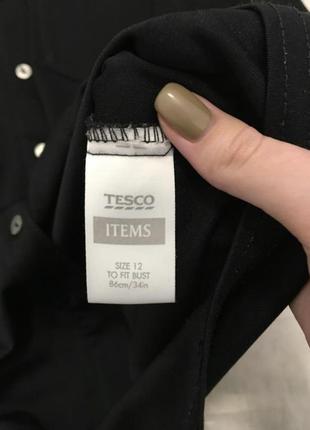 TESCO
ITEMS
SIZE 12
TO FIT BUST
86cm/34in